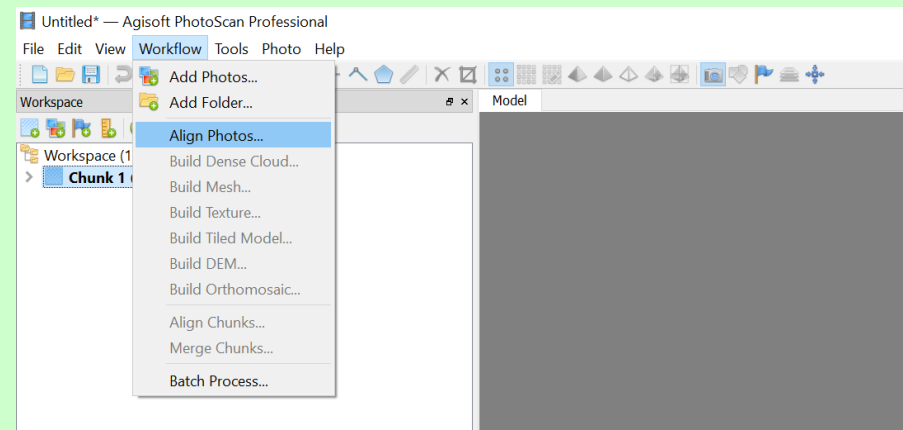 Untitled* — Agisoft PhotoScan Professional
File Edit View Workflow Tools Photo Help
Add Photos...
Workspace
Add Folder...
Model
Align Photos...
Workspace (1
Build Dense Cloud...
Chunk 1
Build Mesh...
Build Texture...
Build Tiled Model...
Build DEM...
Build Orthomosaic...
Align Chunks...
Merge Chunks...
Batch Process...